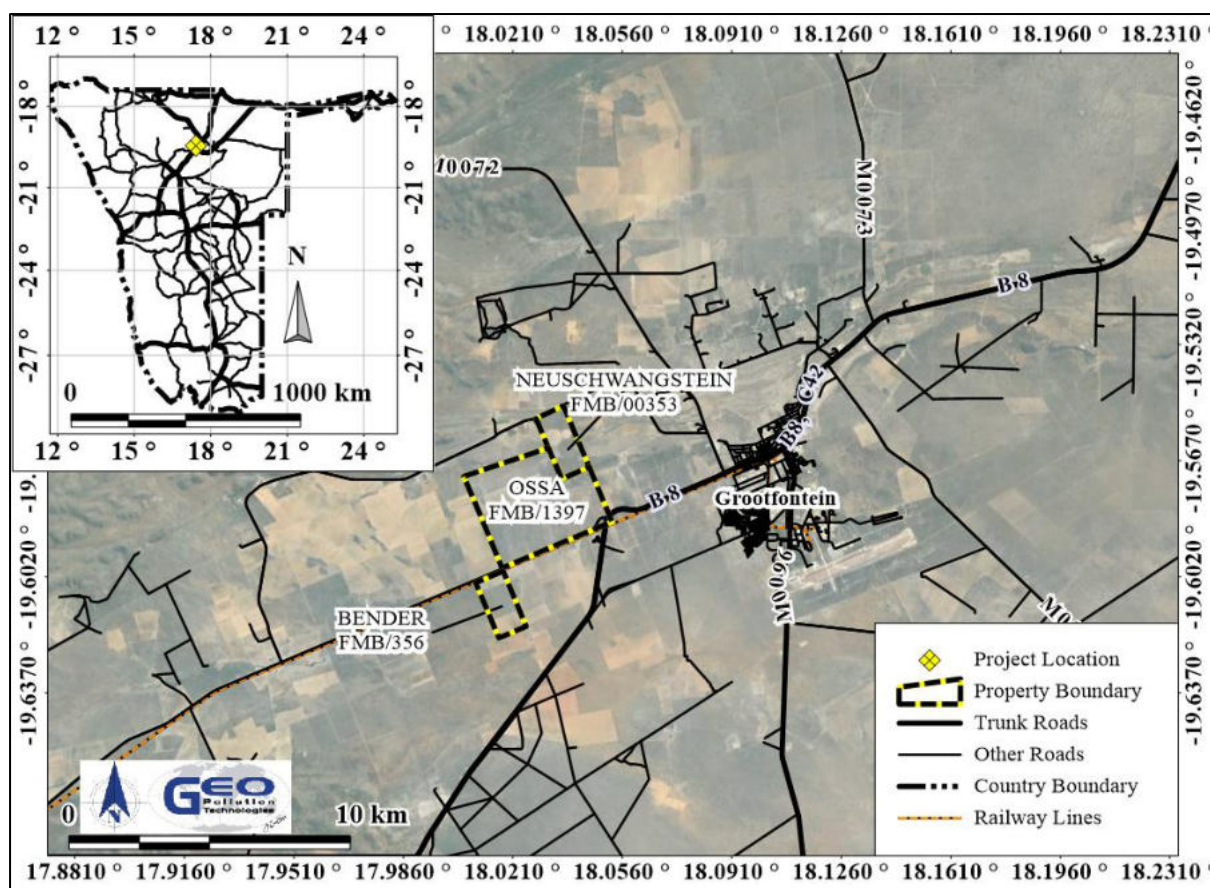 12 ° 15 ° 18 ° 21 ° 24 °
° 18.0210 ° 18.0560 ° 18.0910 ° 18.1260 ° 18.1610 ° 18.1960 ° 18.2310 °
-18 °
-21 °
-24 °
-27 °
-18 °
-21 °
-24 °
-27 °
N
0 1000 km
12 ° 15 ° 18 ° 21 ° 24 °
-19.4620 °
-19.4970 °
-19.5320 °
-19.5670 °
-19.6020 °
-19.6370 °
M0072
M0073
B 8
B8, C42
NEUSCHWANGSTEIN
FMB/00353
OSSA
FMB/1397
B 8
Grootfontein
M0096
BENDER
FMB/356
-19.6020 °
-19.6370 °
Project Location
Property Boundary
Trunk Roads
Other Roads
Country Boundary
Railway Lines
N
GEO
Pollution
Technologies
0 10 km
17.8810 ° 17.9160 ° 17.9510 ° 17.9860 ° 18.0210 ° 18.0560 ° 18.0910 ° 18.1260 ° 18.1610 ° 18.1960 ° 18.2310 °